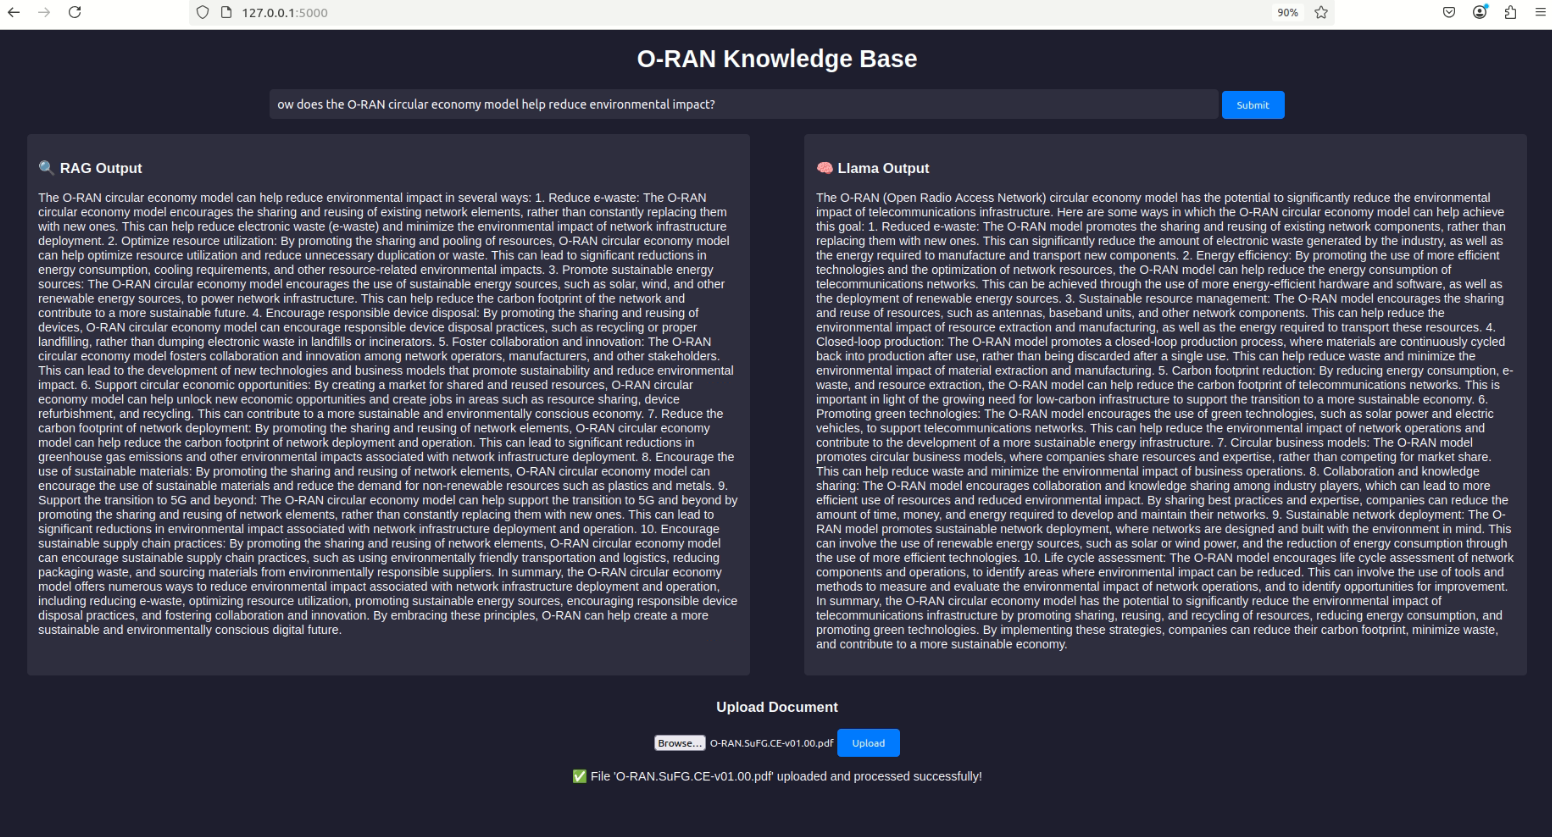 127.0.0.1:5000
90%
O-RAN Knowledge Base
ow does the O-RAN circular economy model help reduce environmental impact?
Submit
RAG Output
The O-RAN circular economy model can help reduce environmental impact in several ways: 1. Reduce e-waste: The O-RAN
circular economy model encourages the sharing and reusing of existing network elements, rather than constantly replacing them
with new ones. This can help reduce electronic waste (e-waste) and minimize the environmental impact of network infrastructure
deployment. 2. Optimize resource utilization: By promoting the sharing and pooling of resources, O-RAN circular economy model
can help optimize resource utilization and reduce unnecessary duplication or waste. This can lead to significant reductions in
energy consumption, cooling requirements, and other resource-related environmental impacts. 3. Promote sustainable energy
sources: The O-RAN circular economy model encourages the use of sustainable energy sources, such as solar, wind, and other
renewable energy sources, to power network infrastructure. This can help reduce the carbon footprint of the network and
contribute to a more sustainable future. 4. Encourage responsible device disposal: By promoting the sharing and reusing of
devices, O-RAN circular economy model can encourage responsible device disposal practices, such as recycling or proper
landfilling, rather than dumping electronic waste in landfills or incinerators. 5. Foster collaboration and innovation: The O-RAN
circular economy model fosters collaboration and innovation among network operators, manufacturers, and other stakeholders.
This can lead to the development of new technologies and business models that promote sustainability and reduce environmental
impact. 6. Support circular economic opportunities: By creating a market for shared and reused resources, O-RAN circular
economy model can help unlock new economic opportunities and create jobs in areas such as resource sharing, device
refurbishment, and recycling. This can contribute to a more sustainable and environmentally conscious economy. 7. Reduce the
carbon footprint of network deployment: By promoting the sharing and reusing of network elements, O-RAN circular economy
model can help reduce the carbon footprint of network deployment and operation. This can lead to significant reductions in
greenhouse gas emissions and other environmental impacts associated with network infrastructure deployment. 8. Encourage the
use of sustainable materials: By promoting the sharing and reusing of network elements, O-RAN circular economy model can
encourage the use of sustainable materials and reduce the demand for non-renewable resources such as plastics and metals. 9.
Support the transition to 5G and beyond: The O-RAN circular economy model can help support the transition to 5G and beyond by
promoting the sharing and reusing of network elements, rather than constantly replacing them with new ones. This can lead to
significant reductions in environmental impact associated with network infrastructure deployment and operation. 10. Encourage
sustainable supply chain practices: By promoting the sharing and reusing of network elements, O-RAN circular economy model
can encourage sustainable supply chain practices, such as using environmentally friendly transportation and logistics, reducing
packaging waste, and sourcing materials from environmentally responsible suppliers. In summary, the O-RAN circular economy
model offers numerous ways to reduce environmental impact associated with network infrastructure deployment and operation,
including reducing e-waste, optimizing resource utilization, promoting sustainable energy sources, encouraging responsible device
disposal practices, and fostering collaboration and innovation. By embracing these principles, O-RAN can help create a more
sustainable and environmentally conscious digital future.
Llama Output
The O-RAN (Open Radio Access Network) circular economy model has the potential to significantly reduce the environmental
impact of telecommunications infrastructure. Here are some ways in which the O-RAN circular economy model can help achieve
this goal: 1. Reduced e-waste: The O-RAN model promotes the sharing and reusing of existing network components, rather than
replacing them with new ones. This can significantly reduce the amount of electronic waste generated by the industry, as well as
the energy required to manufacture and transport new components. 2. Energy efficiency: By promoting the use of more efficient
technologies and the optimization of network resources, the O-RAN model can help reduce the energy consumption of
telecommunications networks. This can be achieved through the use of more energy-efficient hardware and software, as well as
the deployment of renewable energy sources. 3. Sustainable resource management: The O-RAN model encourages the sharing
and reuse of resources, such as antennas, baseband units, and other network components. This can help reduce the
environmental impact of resource extraction and manufacturing, as well as the energy required to transport these resources. 4.
Closed-loop production: The O-RAN model promotes a closed-loop production process, where materials are continuously cycled
back into production after use, rather than being discarded after a single use. This can help reduce waste and minimize the
environmental impact of material extraction and manufacturing. 5. Carbon footprint reduction: By reducing energy consumption, e-
waste, and resource extraction, the O-RAN model can help reduce the carbon footprint of telecommunications networks. This is
important in light of the growing need for low-carbon infrastructure to support the transition to a more sustainable economy. 6.
Promoting green technologies: The O-RAN model encourages the use of green technologies, such as solar power and electric
vehicles, to support telecommunications networks. This can help reduce the environmental impact of network operations and
contribute to the development of a more sustainable energy infrastructure. 7. Circular business models: The O-RAN model
promotes circular business models, where companies share resources and expertise, rather than competing for market share.
This can help reduce waste and minimize the environmental impact of business operations. 8. Collaboration and knowledge
sharing: The O-RAN model encourages collaboration and knowledge sharing among industry players, which can lead to more
efficient use of resources and reduced environmental impact. By sharing best practices and expertise, companies can reduce the
amount of time, money, and energy required to develop and maintain their networks. 9. Sustainable network deployment: The O-
RAN model promotes sustainable network deployment, where networks are designed and built with the environment in mind. This
can involve the use of renewable energy sources, such as solar or wind power, and the reduction of energy consumption through
the use of more efficient technologies. 10. Life cycle assessment: The O-RAN model encourages life cycle assessment of network
components and operations, to identify areas where environmental impact can be reduced. This can involve the use of tools and
methods to measure and evaluate the environmental impact of network operations, and to identify opportunities for improvement.
In summary, the O-RAN circular economy model has the potential to significantly reduce the environmental impact of
telecommunications infrastructure by promoting sharing, reusing, and recycling of resources, reducing energy consumption, and
promoting green technologies. By implementing these strategies, companies can reduce their carbon footprint, minimize waste,
and contribute to a more sustainable economy.
Upload Document
Browse... O-RAN.SuFG.CE-v01.00.pdf Upload
✅ File 'O-RAN.SuFG.CE-v01.00.pdf' uploaded and processed successfully!